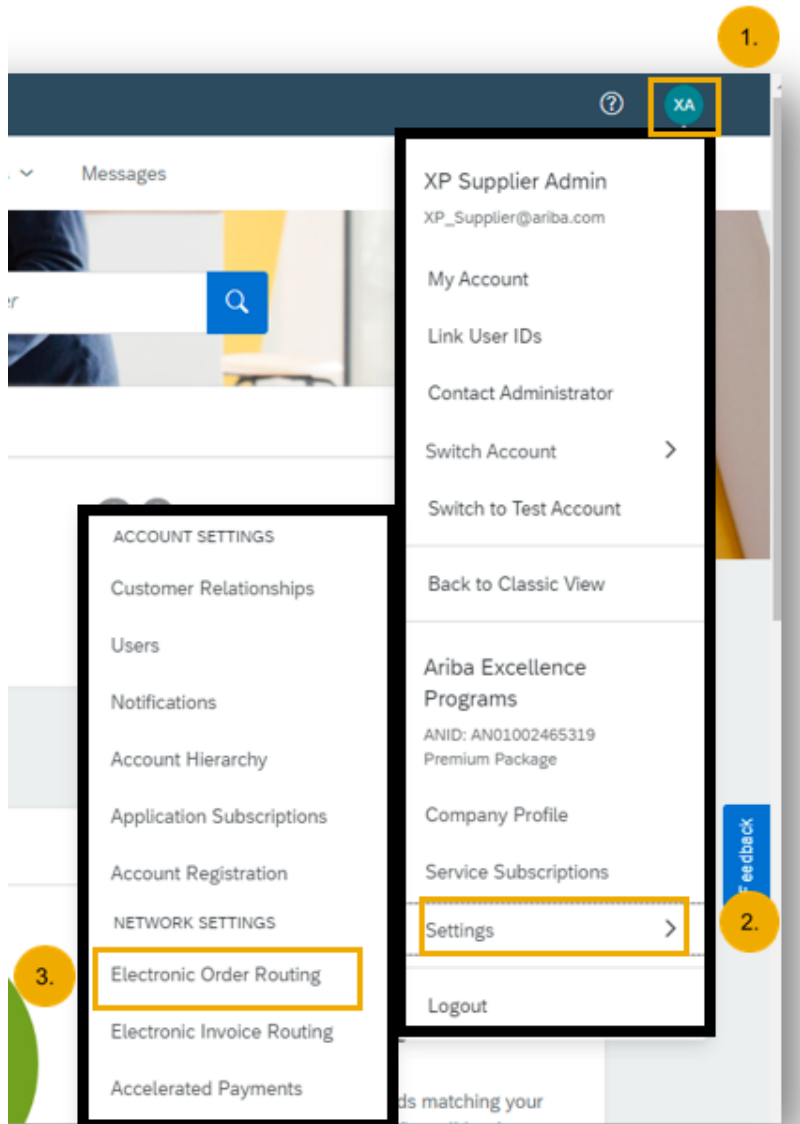 1.
XA
Messages
XP Supplier Admin
XP_Supplier@ariba.com
My Account
Link User IDs
Contact Administrator
Switch Account
Switch to Test Account
Back to Classic View
Ariba Excellence
Programs
ANID: AN01002465319
Premium Package
Company Profile
Service Subscriptions
Settings
2.
Logout
Feedback
ACCOUNT SETTINGS
Customer Relationships
Users
Notifications
Account Hierarchy
Application Subscriptions
Account Registration
NETWORK SETTINGS
3.
Electronic Order Routing
Electronic Invoice Routing
Accelerated Payments
ds matching your